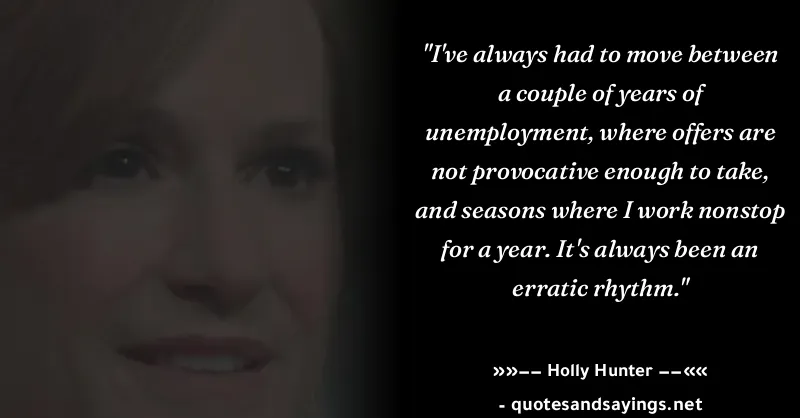 "I've always had to move between
a couple of years of
unemployment, where offers are
not provocative enough to take,
and seasons where I work nonstop
for a year. It's always been an
erratic rhythm."
»»−− Holly Hunter −−««
- quotesandsayings.net